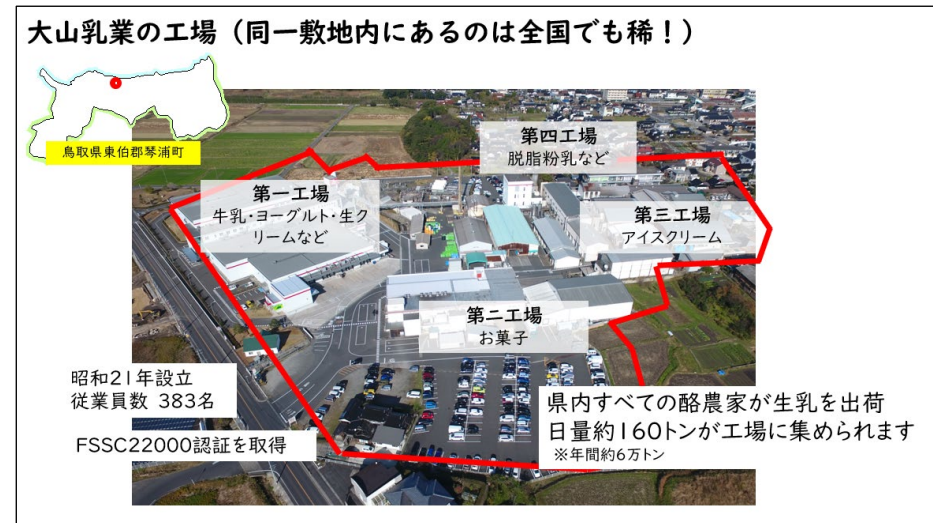 大山乳業の工場（同一敷地内にあるのは全国でも稀！）
鳥取県東伯郡琴浦町
第四工場
脱脂粉乳など
第一工場
牛乳・ヨーグルト・生ク
リームなど
第三工場
アイスクリーム
第二工場
お菓子
昭和21年設立
従業員数 383名
FSSC22000認証を取得
県内すべての酪農家が生乳を出荷
日量約160トンが工場に集められます
※年間約6万トン